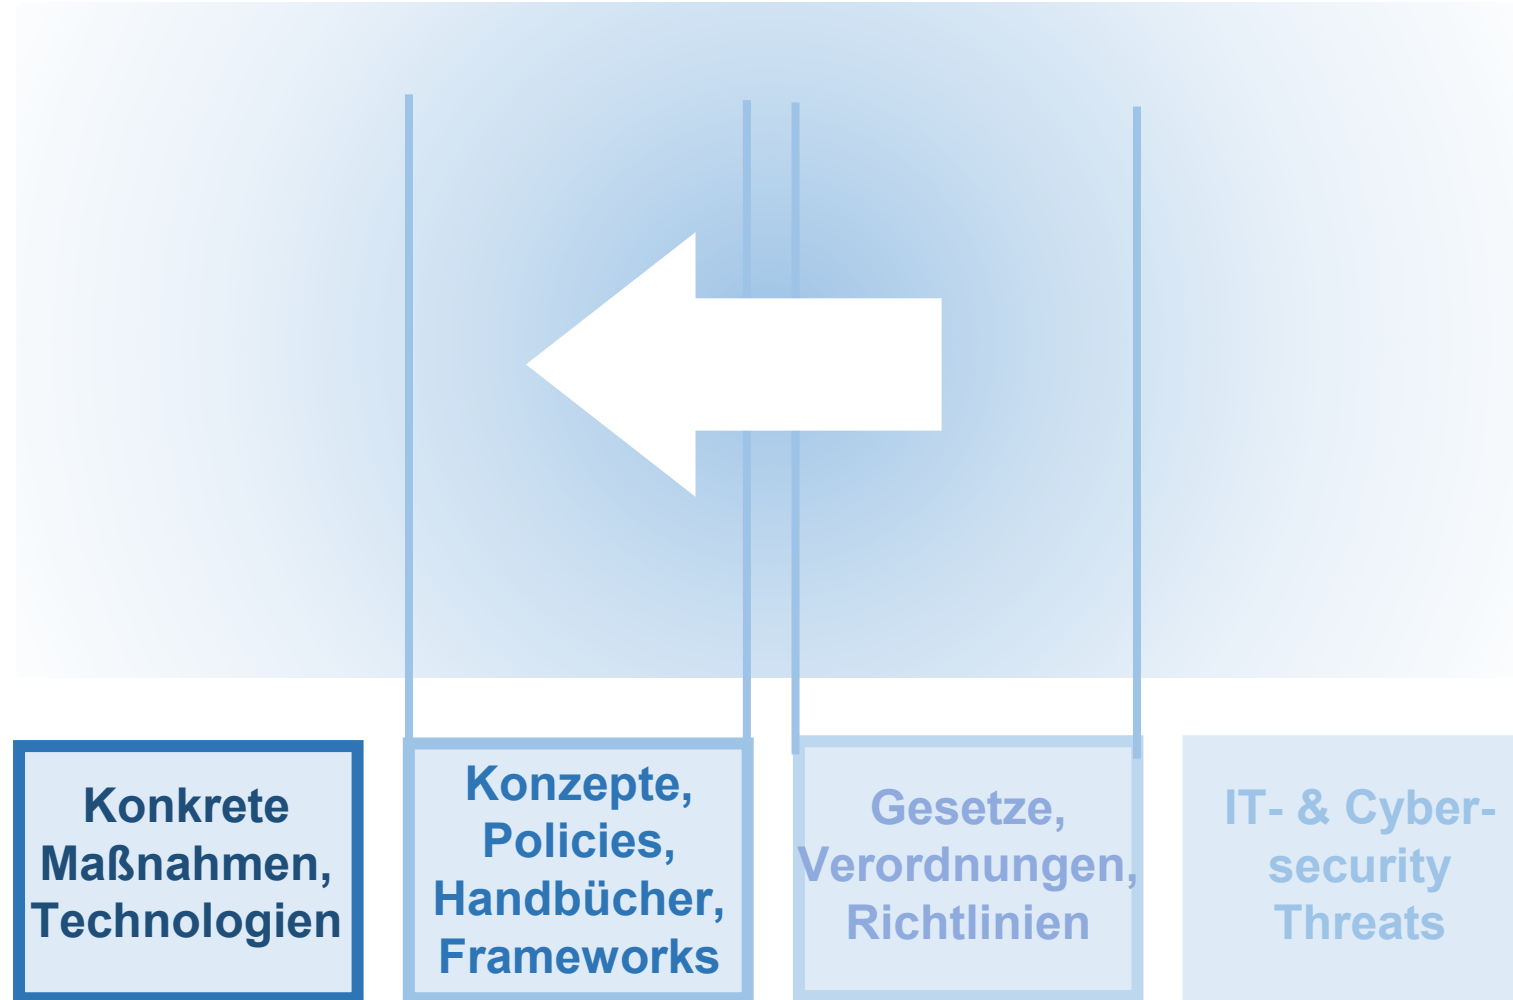 Konkrete
Maßnahmen,
Technologien
Konzepte,
Policies,
Handbücher,
Frameworks
Gesetze,
Verordnungen,
Richtlinien
IT- & Cyber-
security
Threats